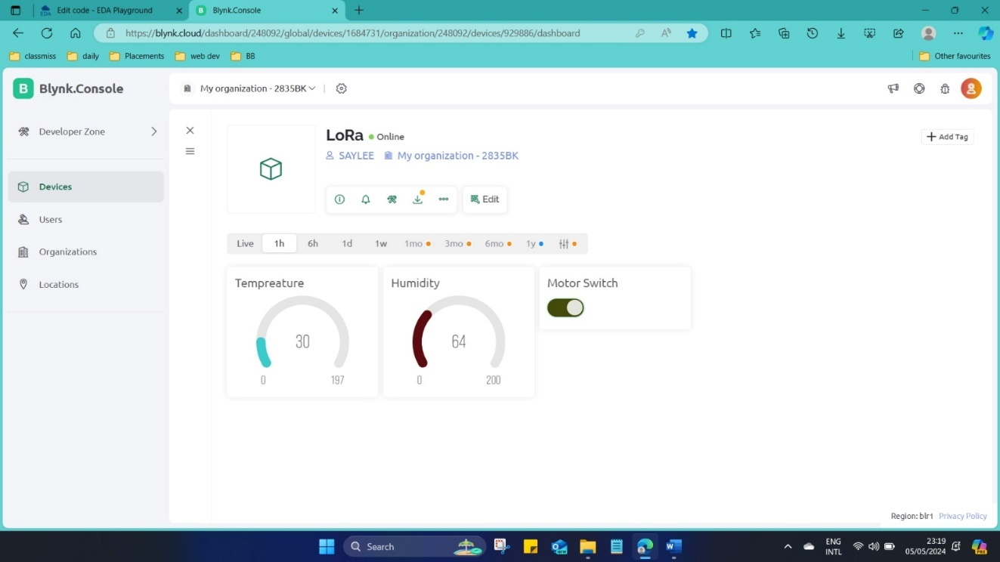 Edit code - EDA Playground
Blynk.Console
https://blynk.cloud/dashboard/248092/global/devices/1684731/organization/248092/devices/929886/dashboard
classmiss daily Placements web dev BB Other favourites
B Blynk.Console
My organization - 2835BK
Developer Zone
Devices
Users
Organizations
Locations
LoRa Online
SAYLEE My organization - 2835BK
Add Tag
Edit
Live 1h 6h 1d 1w 1mo 3mo 6mo 1y
Tempreature
30
0 197
Humidity
64
0 200
Motor Switch
Region: blr1 Privacy Policy
Search
ENG
INTL
23:19
05/05/2024